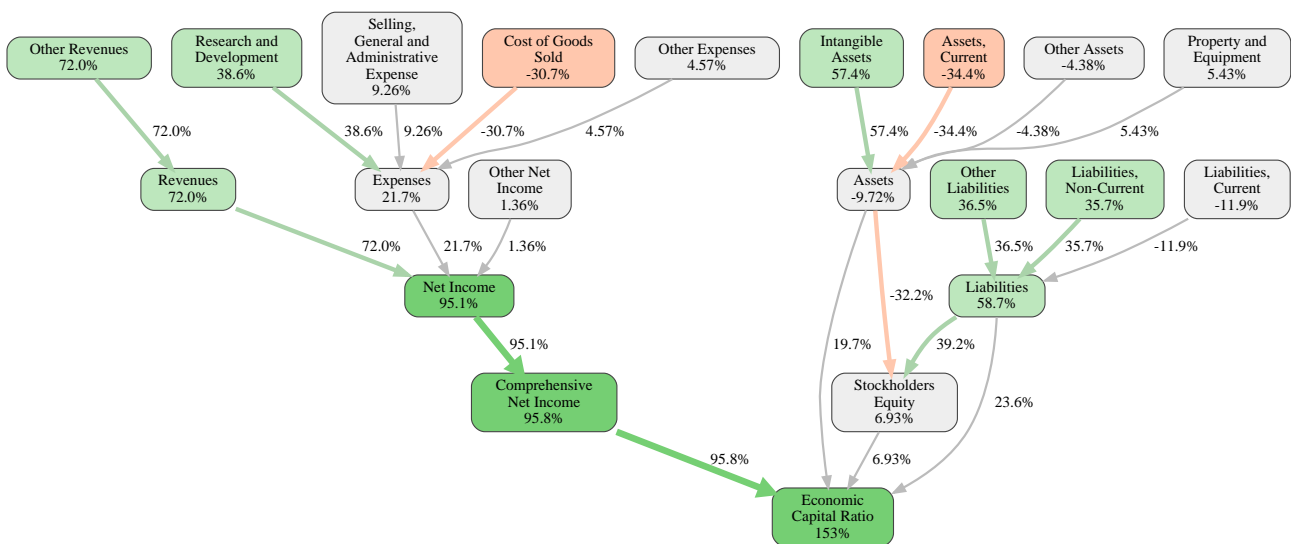 Other Revenues
72.0%
Research and
Development
38.6%
Selling,
General and
Administrative
Expense
9.26%
Cost of Goods
Sold
-30.7%
Other Expenses
4.57%
Intangible
Assets
57.4%
Assets,
Current
-34.4%
Other Assets
-4.38%
Property and
Equipment
5.43%
72.0%
38.6%
9.26%
-30.7%
4.57%
57.4%
-34.4%
-4.38%
5.43%
Revenues
72.0%
Expenses
21.7%
Other Net
Income
1.36%
Assets
-9.72%
Other
Liabilities
36.5%
Liabilities,
Non-Current
35.7%
Liabilities,
Current
-11.9%
72.0%
21.7%
1.36%
36.5%
35.7%
-11.9%
Net Income
95.1%
Liabilities
58.7%
-32.2%
95.1%
19.7%
39.2%
Comprehensive
Net Income
95.8%
Stockholders
Equity
6.93%
23.6%
95.8%
6.93%
Economic
Capital Ratio
153%